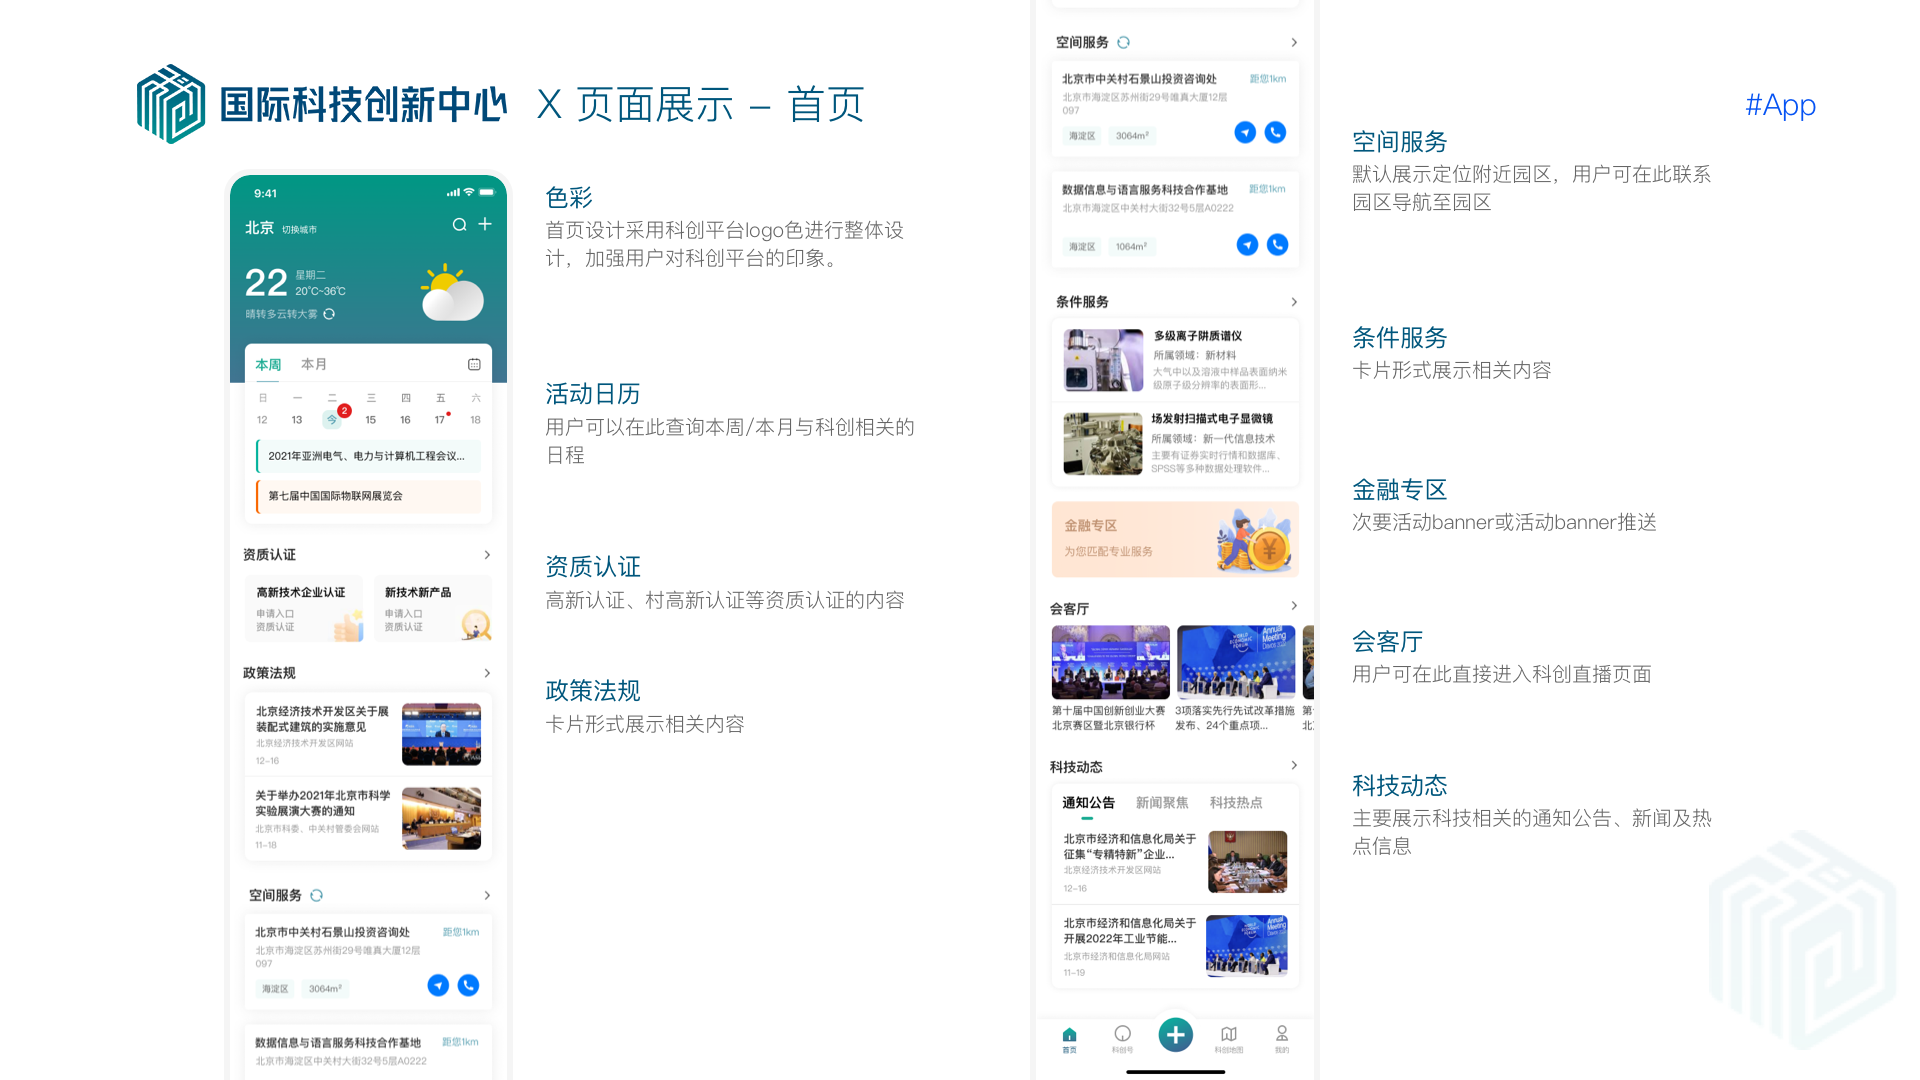 国际科技创新中心 X 页面展示 – 首页
#App
9:41
北京 切换城市
22
星期二
20℃~36℃
晴转多云转大雾
本周 本月
日 一 二 三 四 五 六
12 13 今 2 15 16 17 18
2021年亚洲电气、电力与计算机工程会议...
第七届中国国际物联网展览会
资质认证
高新技术企业认证
申请入口
资质认证
新技术新产品
申请入口
资质认证
政策法规
北京经济技术开发区关于展
装配式建筑的实施意见
北京经济技术开发区网站
12-16
关于举办2021年北京市科学
实验展演大赛的通知
北京市科委、中关村管委会网站
11-18
空间服务
北京市中关村石景山投资咨询处 距您1km
北京市海淀区苏州街29号唯真大厦12层
097
海淀区 3064m²
数据信息与语言服务科技合作基地 距您1km
北京市海淀区中关村大街32号5层A0222
色彩
首页设计采用科创平台logo色进行整体设
计，加强用户对科创平台的印象。
活动日历
用户可以在此查询本周/本月与科创相关的
日程
资质认证
高新认证、村高新认证等资质认证的内容
政策法规
卡片形式展示相关内容
空间服务
北京市中关村石景山投资咨询处 距您1km
北京市海淀区苏州街29号唯真大厦12层
097
海淀区 3064m²
数据信息与语言服务科技合作基地 距您1km
北京市海淀区中关村大街32号5层A0222
海淀区 1064m²
条件服务
多级离子阱质谱仪
所属领域：新材料
大气中以及溶液中样品表面纳米
级原子级分辨率的表面形...
场发射扫描式电子显微镜
所属领域：新一代信息技术
主要有证券实时行情和数据库、
SPSS等多种数据处理软件...
金融专区
为您匹配专业服务
会客厅
WORLD ECONOMIC FORUM
Annual Meeting
第十届中国创新创业大赛
北京赛区暨北京银行杯
3项落实先行先试改革措施
发布、24个重点项...
第
北
科技动态
通知公告 新闻聚焦 科技热点
北京市经济和信息化局关于
征集“专精特新”企业...
北京经济技术开发区网站
12-16
北京市经济和信息化局关于
开展2022年工业节能...
北京市经济和信息化局网站
11-19
Annual Meeting
首页 科创号 科创地图 我的
空间服务
默认展示定位附近园区，用户可在此联系
园区导航至园区
条件服务
卡片形式展示相关内容
金融专区
次要活动banner或活动banner推送
会客厅
用户可在此直接进入科创直播页面
科技动态
主要展示科技相关的通知公告、新闻及热
点信息